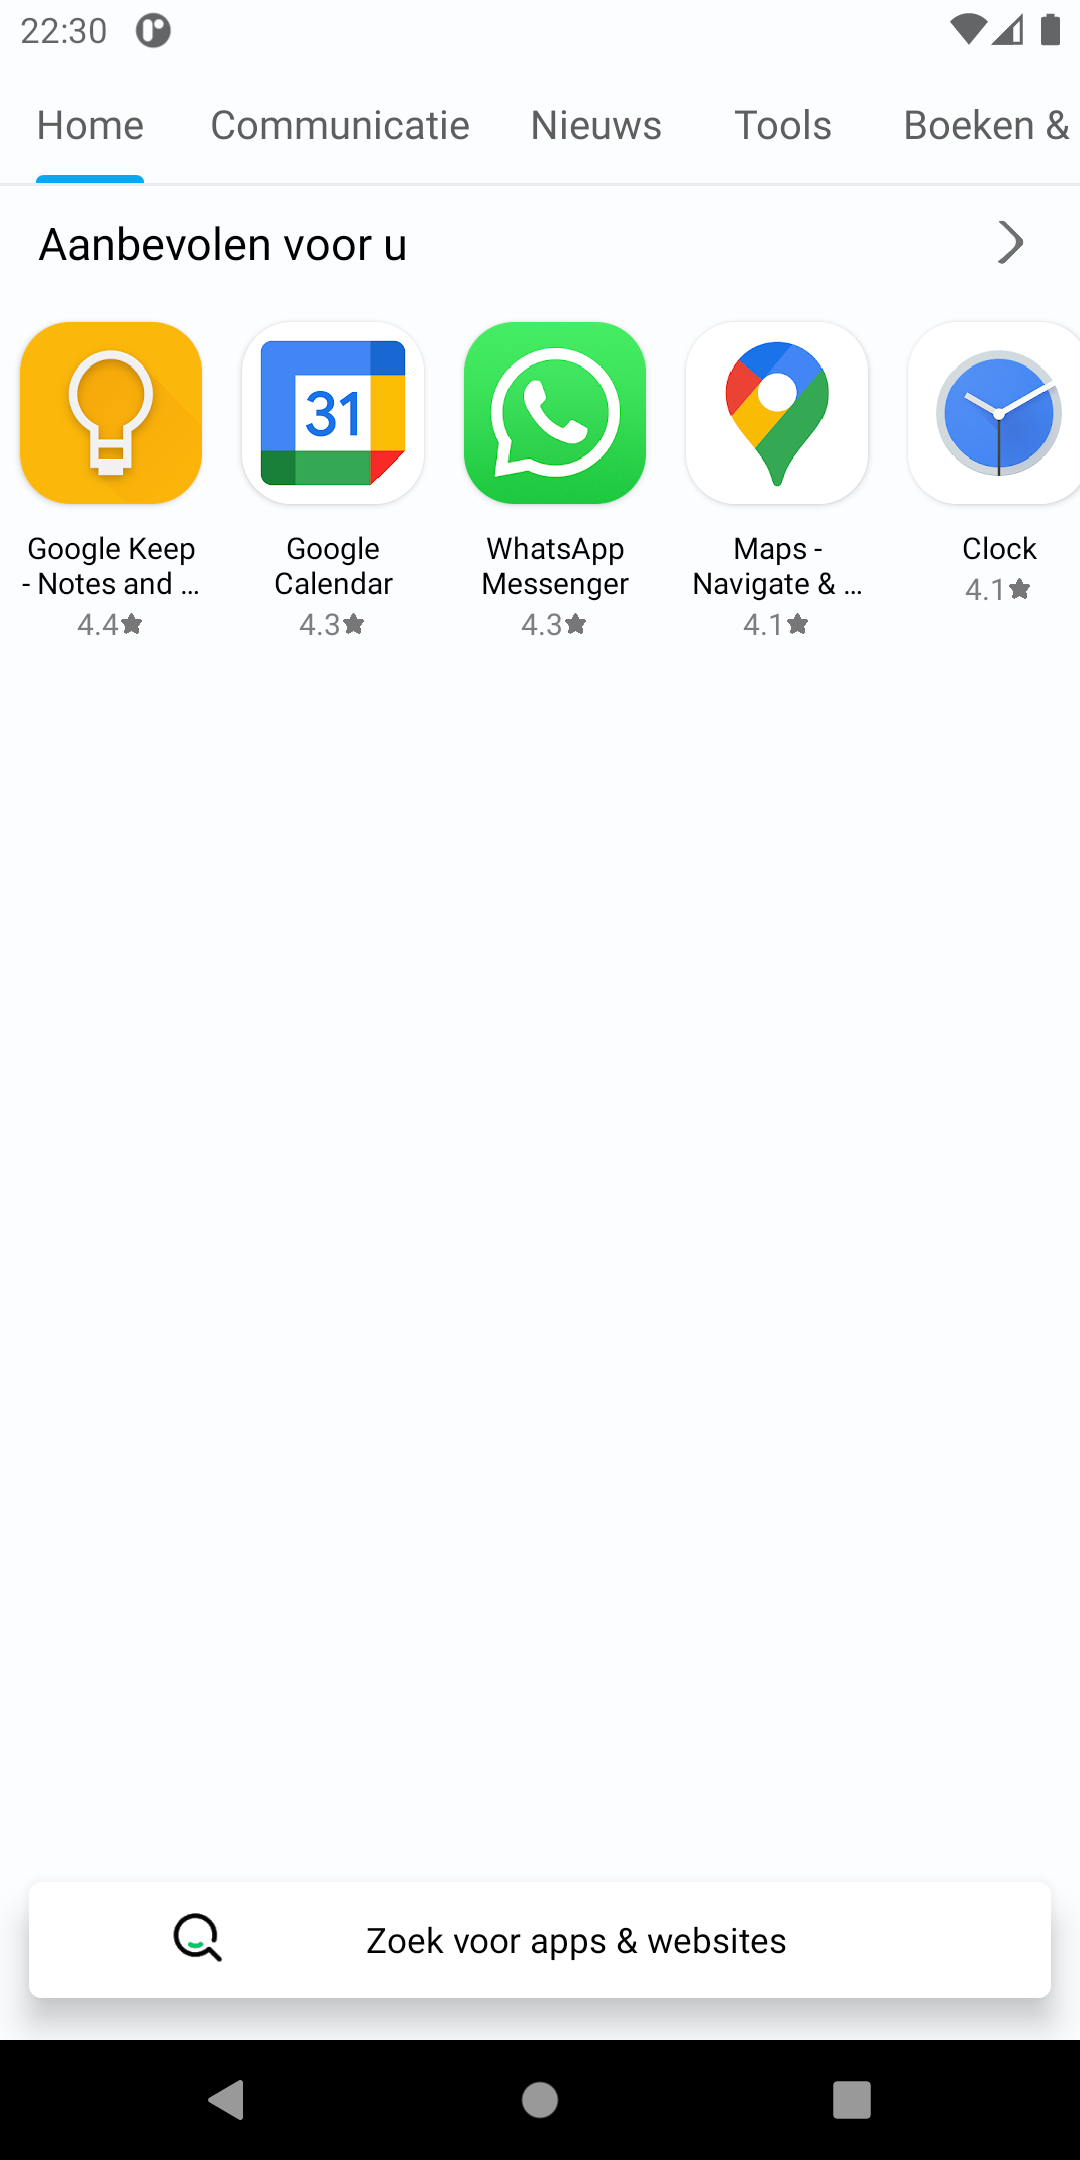 22:30
Home Communicatie Nieuws Tools Boeken &
Aanbevolen voor u
31
Google Keep
- Notes and ...
4.4
Google
Calendar
4.3
WhatsApp
Messenger
4.3
Maps -
Navigate & ...
4.1
Clock
4.1
Zoek voor apps & websites